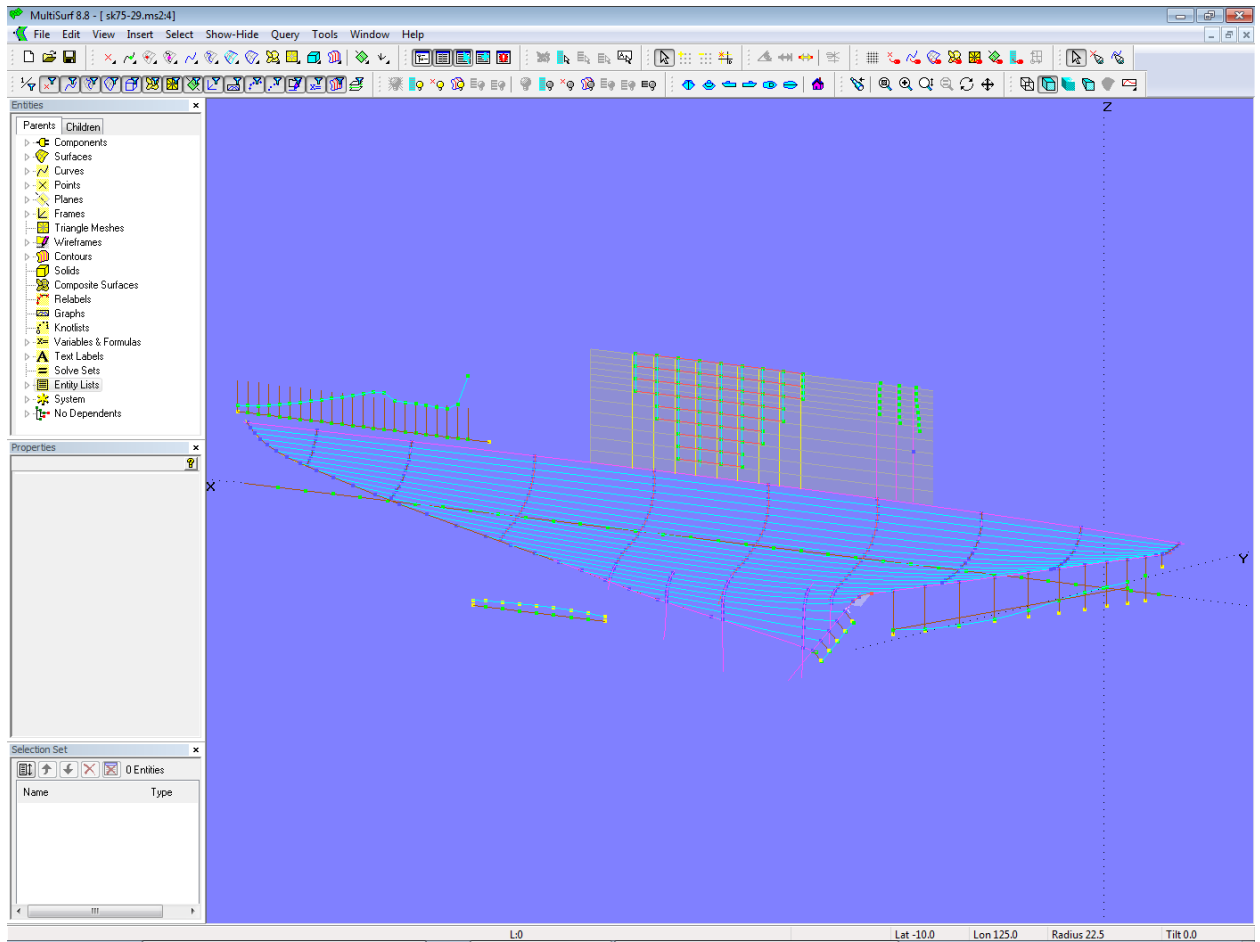 MultiSurf 8.8 - [ sk75-29.ms2:4]
File Edit View Insert Select Show-Hide Query Tools Window Help
Entities
Parents Children
Components
Surfaces
Curves
Points
Planes
Frames
Triangle Meshes
Wireframes
Contours
Solids
Composite Surfaces
Relabels
Graphs
Knotlists
Variables & Formulas
Text Labels
Solve Sets
Entity Lists
System
No Dependents
Properties
Selection Set
0 Entities
Name Type
Z
X
Y
L:0 Lat -10.0 Lon 125.0 Radius 22.5 Tilt 0.0